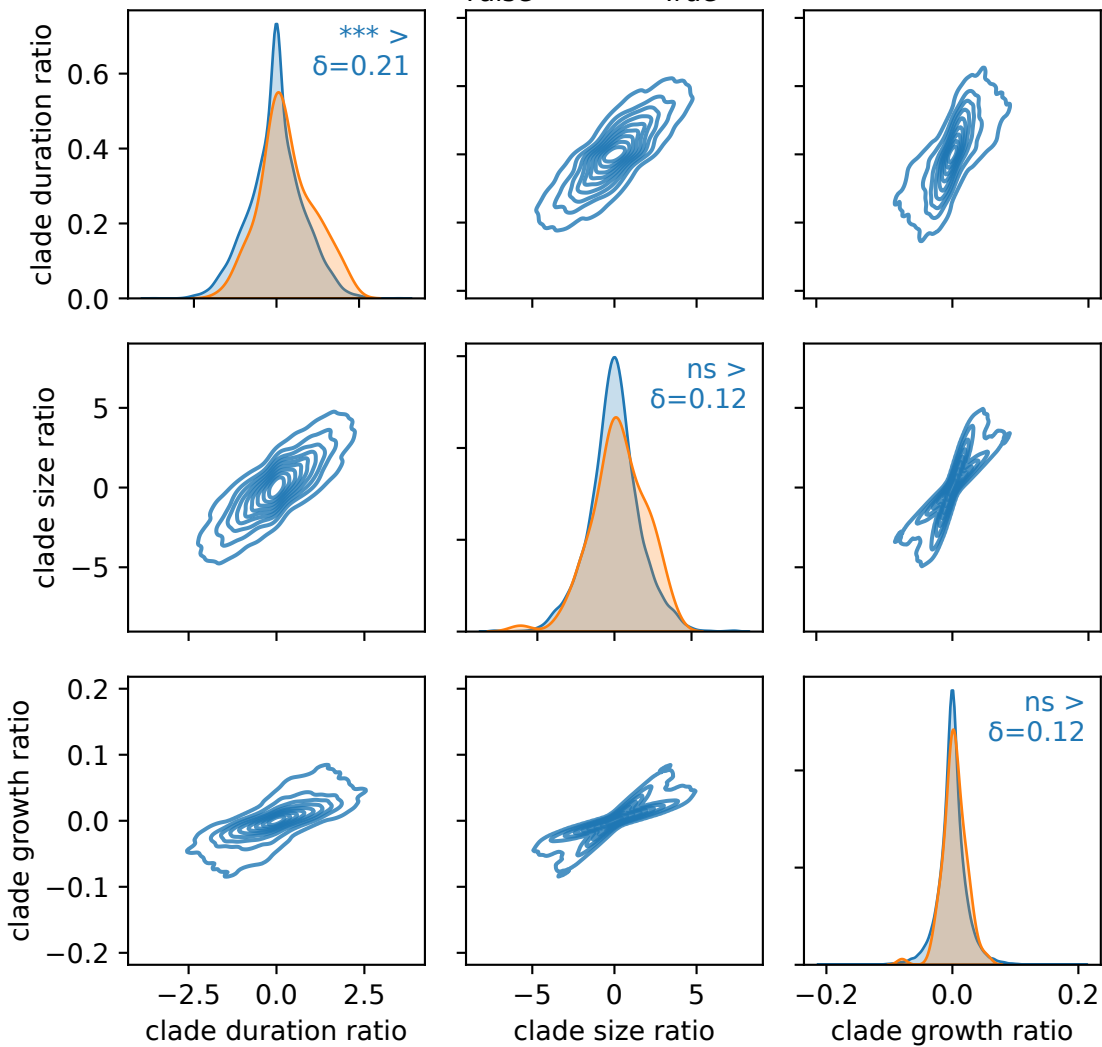 clade duration ratio
0.6
0.4
0.2
0.0
*** >
δ=0.21
clade size ratio
5
0
−5
ns >
δ=0.12
clade growth ratio
0.2
0.1
0.0
−0.1
−0.2
ns >
δ=0.12
−2.5 0.0 2.5
clade duration ratio
−5 0 5
clade size ratio
−0.2 0.0 0.2
clade growth ratio